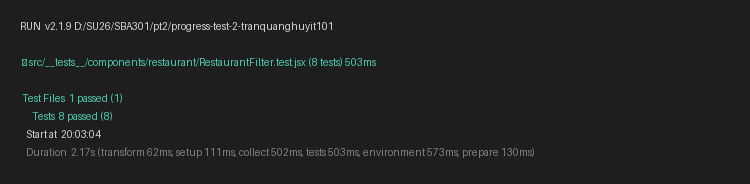 RUN v2.1.9 D:/SU26/SBA301/pt2/progress-test-2-tranquanghuyit101
src/__tests__/components/restaurant/RestaurantFilter.test.jsx (8 tests) 503ms
Test Files 1 passed (1)
Tests 8 passed (8)
Start at 20:03:04
Duration 2.17s (transform 62ms, setup 111ms, collect 502ms, tests 503ms, environment 573ms, prepare 130ms)